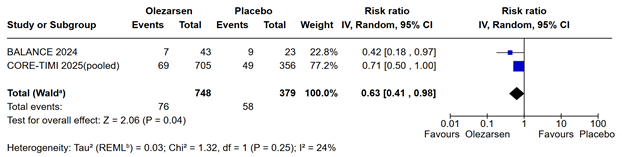 Olezarsen Placebo Risk ratio Risk ratio
Study or Subgroup Events Total Events Total Weight IV, Random, 95% CI IV, Random, 95% CI
BALANCE 2024 7 43 9 23 22.8% 0.42 [0.18 , 0.97]
CORE-TIMI 2025(pooled) 69 705 49 356 77.2% 0.71 [0.50 , 1.00]
Total (Waldᵃ) 748 379 100.0% 0.63 [0.41 , 0.98]
Total events: 76 58
Test for overall effect: Z = 2.06 (P = 0.04)
0.01 0.1 1 10 100
Favours Olezarsen Favours Placebo
Heterogeneity: Tau² (REMLᵇ) = 0.03; Chi² = 1.32, df = 1 (P = 0.25); I² = 24%